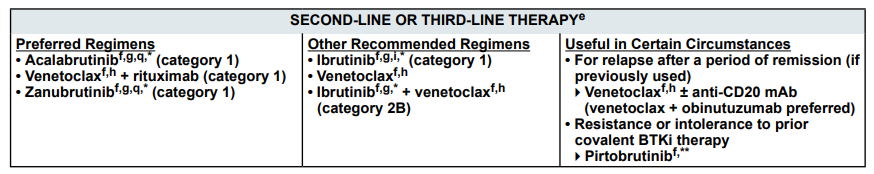 SECOND-LINE OR THIRD-LINE THERAPYe
Preferred Regimens
• Acalabrutinibf,g,q,* (category 1)
• Venetoclaxf,h + rituximab (category 1)
• Zanubrutinibf,g,q,* (category 1)
Other Recommended Regimens
• Ibrutinibf,g,i,* (category 1)
• Venetoclaxf,h
• Ibrutinibf,g,* + venetoclaxf,h
(category 2B)
Useful in Certain Circumstances
• For relapse after a period of remission (if
previously used)
▸ Venetoclaxf,h ± anti-CD20 mAb
(venetoclax + obinutuzumab preferred)
• Resistance or intolerance to prior
covalent BTKi therapy
▸ Pirtobrutinibf,**